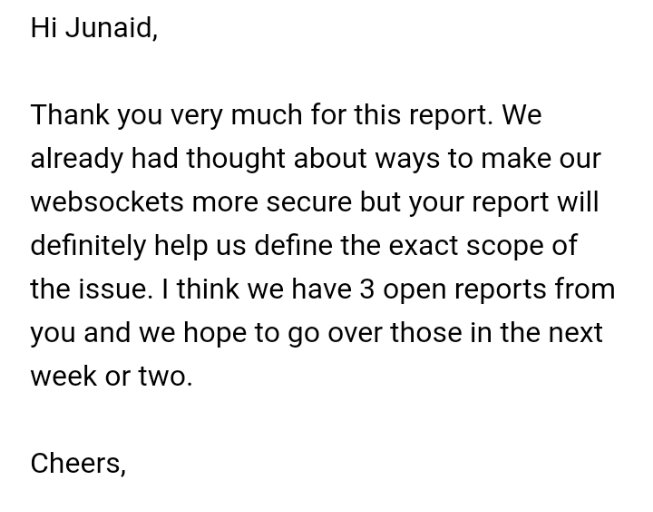 Hi Junaid,
Thank you very much for this report. We
already had thought about ways to make our
websockets more secure but your report will
definitely help us define the exact scope of
the issue. I think we have 3 open reports from
you and we hope to go over those in the next
week or two.
Cheers,